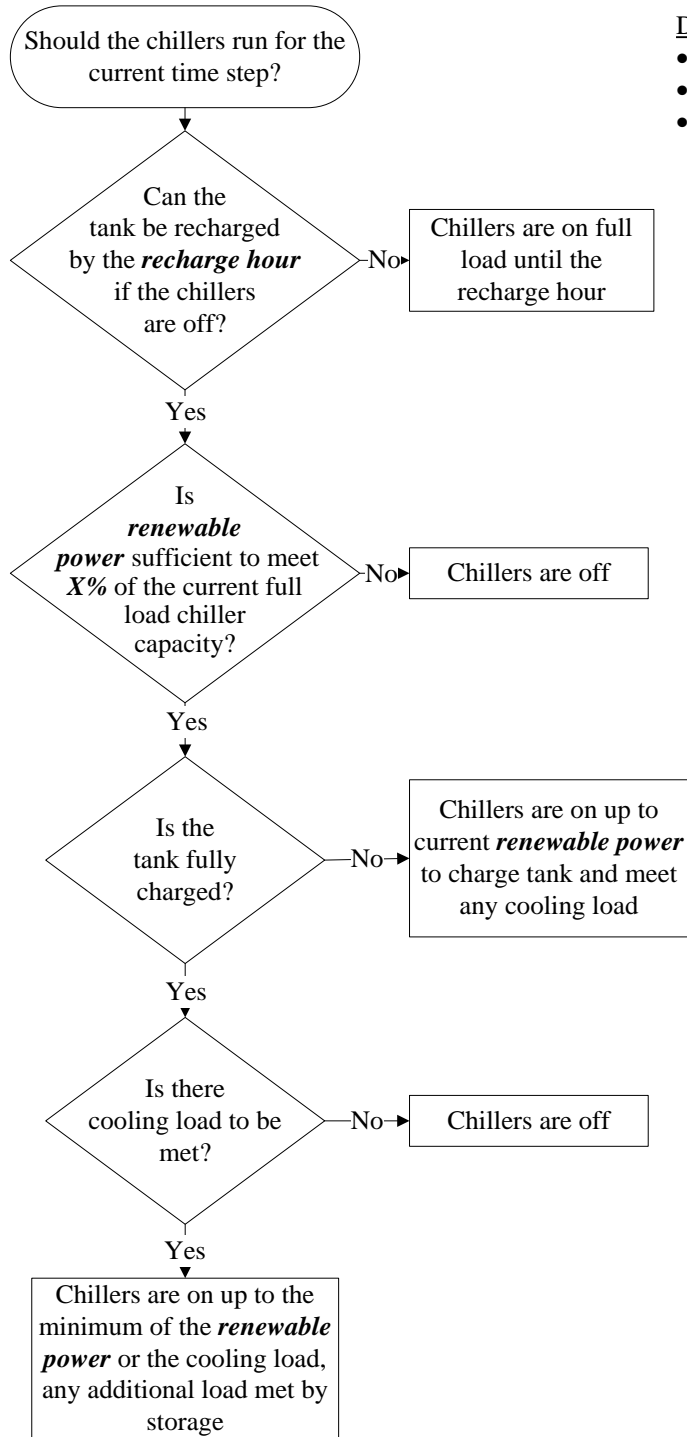 Should the chillers run for the
current time step?
D
•
•
•
Can the
tank be recharged
by the recharge hour
if the chillers
are off?
No
Chillers are on full
load until the
recharge hour
Yes
Is
renewable
power sufficient to meet
X% of the current full
load chiller
capacity?
No
Chillers are off
Yes
Is the
tank fully
charged?
No
Chillers are on up to
current renewable power
to charge tank and meet
any cooling load
Yes
Is there
cooling load to be
met?
No
Chillers are off
Yes
Chillers are on up to the
minimum of the renewable
power or the cooling load,
any additional load met by
storage